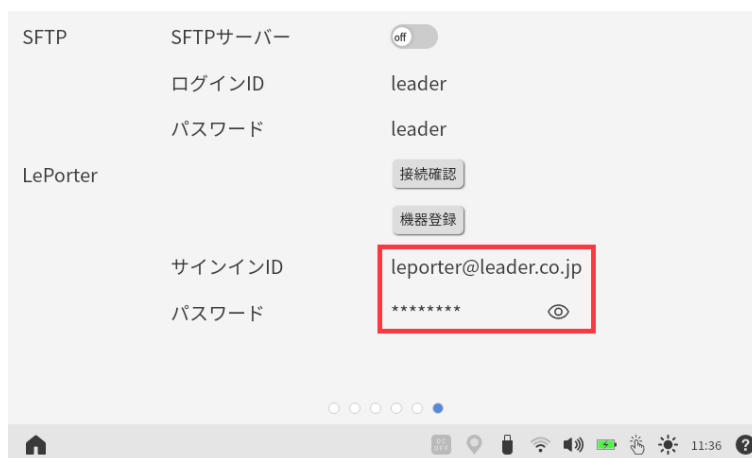 SFTP SFTPサーバー off
ログインID leader
パスワード leader
LePorter 接続確認
機器登録
サインインID leporter@leader.co.jp
パスワード ********
DC OFF 11:36 ?